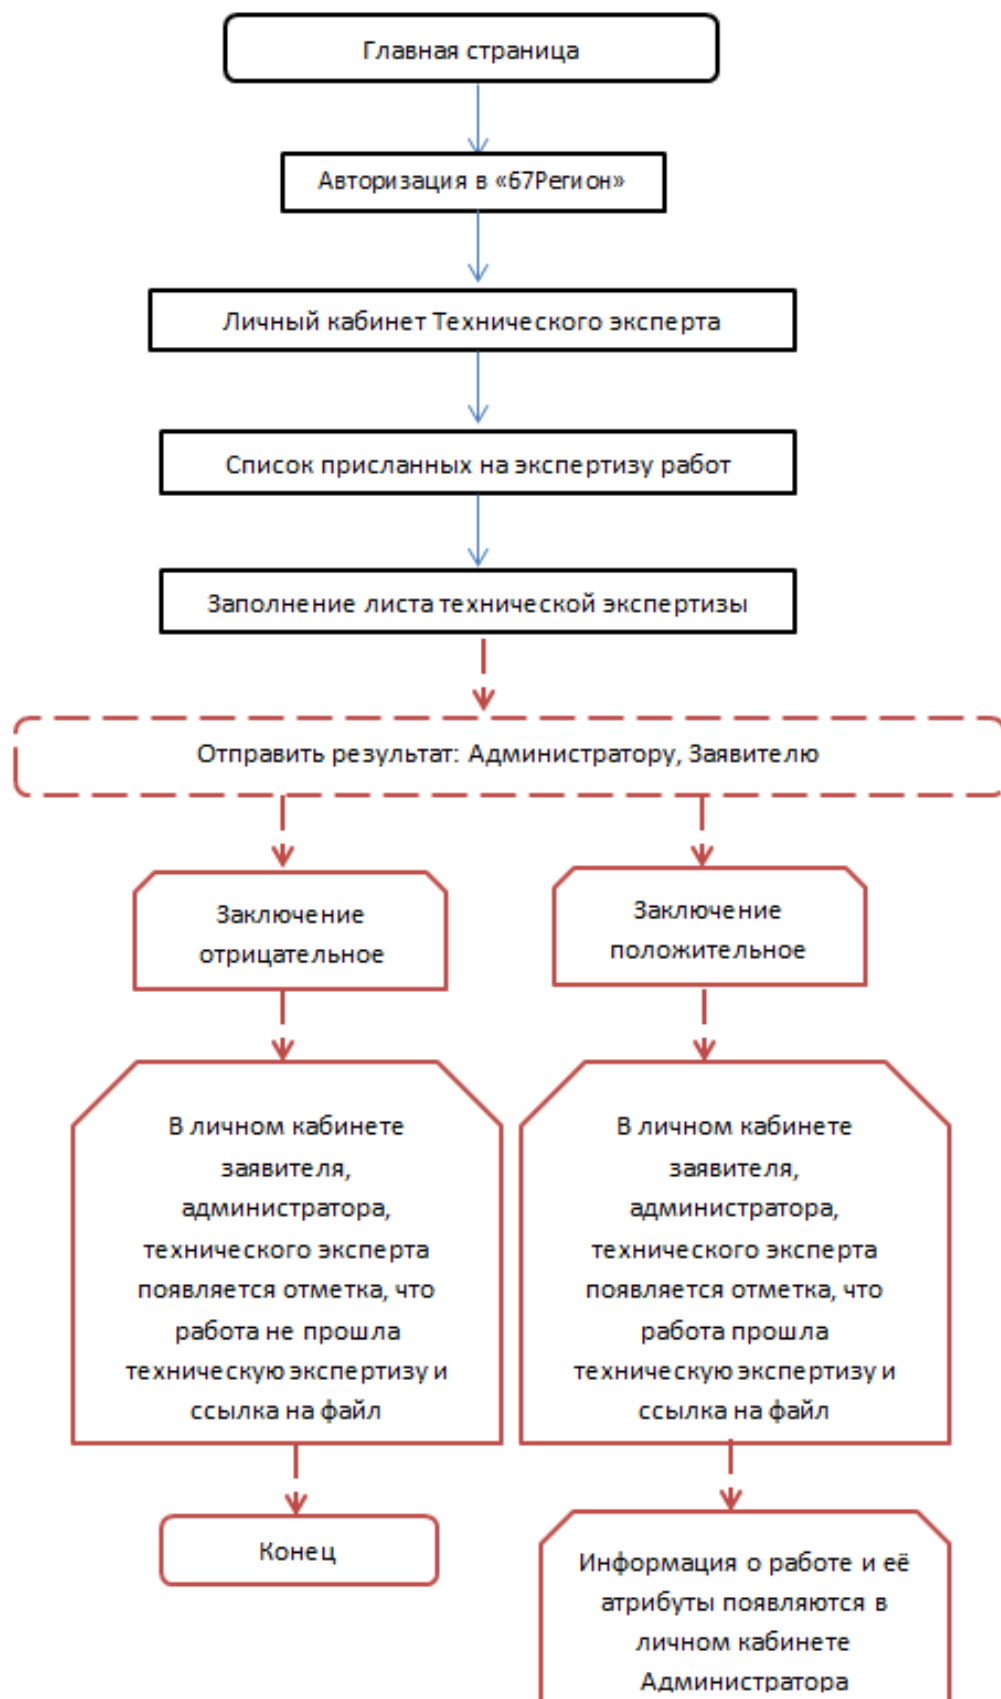 Главная страница
Авторизация в «67Регион»
Личный кабинет Технического эксперта
Список присланных на экспертизу работ
Заполнение листа технической экспертизы
Отправить результат: Администратору, Заявителю
Заключение
отрицательное
Заключение
положительное
В личном кабинете
заявителя,
администратора,
технического эксперта
появляется отметка, что
работа не прошла
техническую экспертизу и
ссылка на файл
В личном кабинете
заявителя,
администратора,
технического эксперта
появляется отметка, что
работа прошла
техническую экспертизу и
ссылка на файл
Конец
Информация о работе и её
атрибуты появляются в
личном кабинете
Администратора